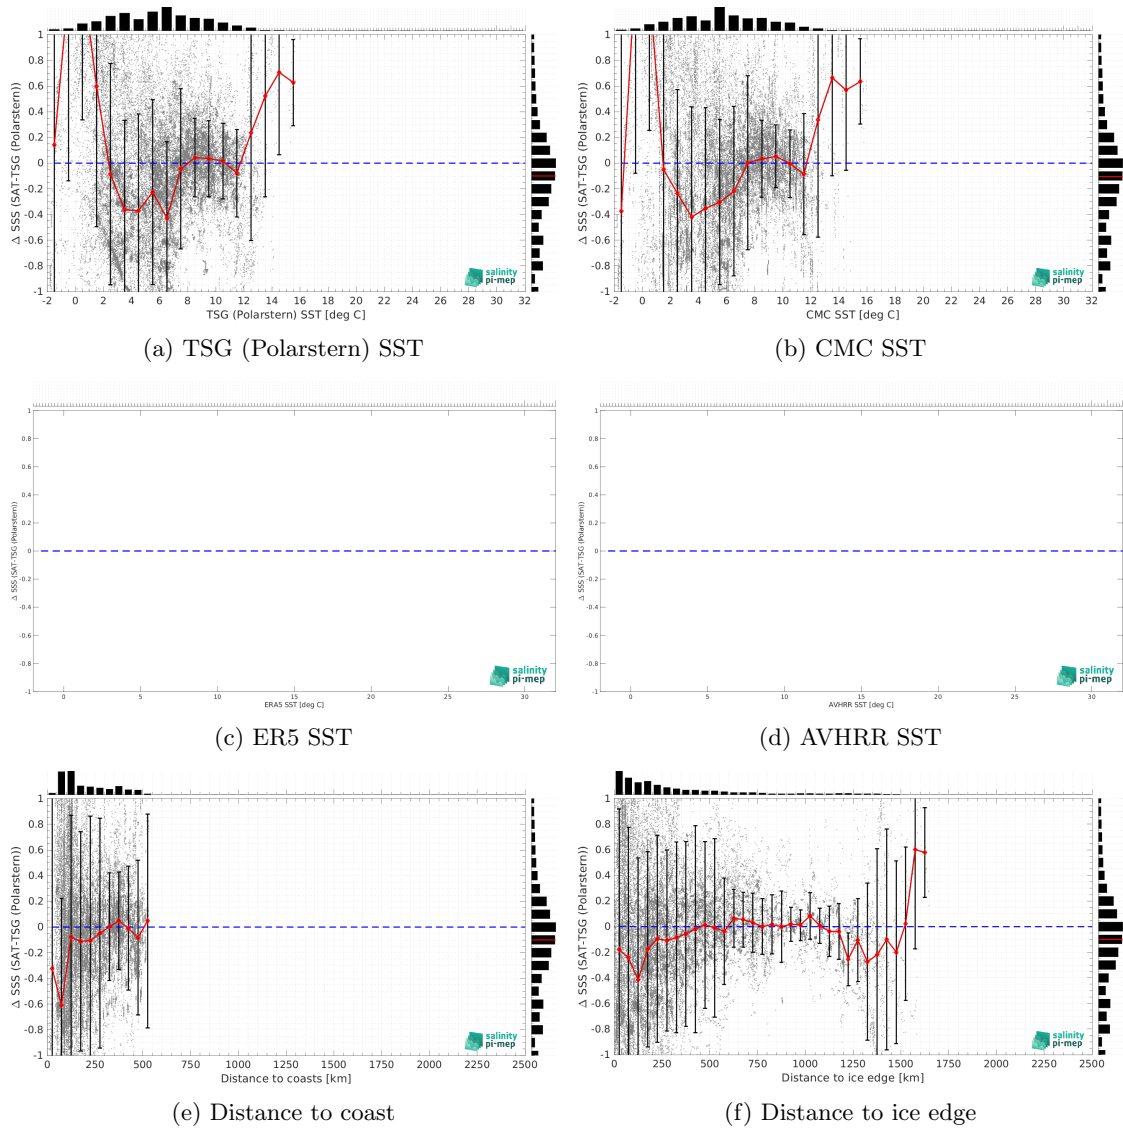 1
0.8
0.6
0.4
0.2
0
-0.2
-0.4
-0.6
-0.8
-1
Δ SSS (SAT-TSG (Polarstern))
-2 0 2 4 6 8 10 12 14 16 18 20 22 24 26 28 30 32
TSG (Polarstern) SST [deg C]
salinity
pi-mep
(a) TSG (Polarstern) SST
1
0.8
0.6
0.4
0.2
0
-0.2
-0.4
-0.6
-0.8
-1
Δ SSS (SAT-TSG (Polarstern))
-2 0 2 4 6 8 10 12 14 16 18 20 22 24 26 28 30 32
CMC SST [deg C]
salinity
pi-mep
(b) CMC SST
1
0.8
0.6
0.4
0.2
0
-0.2
-0.4
-0.6
-0.8
-1
Δ SSS (SAT-TSG (Polarstern))
0 5 10 15 20 25 30
ERA5 SST [deg C]
salinity
pi-mep
(c) ER5 SST
1
0.8
0.6
0.4
0.2
0
-0.2
-0.4
-0.6
-0.8
-1
Δ SSS (SAT-TSG (Polarstern))
0 5 10 15 20 25 30
AVHRR SST [deg C]
salinity
pi-mep
(d) AVHRR SST
1
0.8
0.6
0.4
0.2
0
-0.2
-0.4
-0.6
-0.8
-1
Δ SSS (SAT-TSG (Polarstern))
0 250 500 750 1000 1250 1500 1750 2000 2250 2500
Distance to coasts [km]
salinity
pi-mep
(e) Distance to coast
1
0.8
0.6
0.4
0.2
0
-0.2
-0.4
-0.6
-0.8
-1
Δ SSS (SAT-TSG (Polarstern))
0 250 500 750 1000 1250 1500 1750 2000 2250 2500
Distance to ice edge [km]
salinity
pi-mep
(f) Distance to ice edge